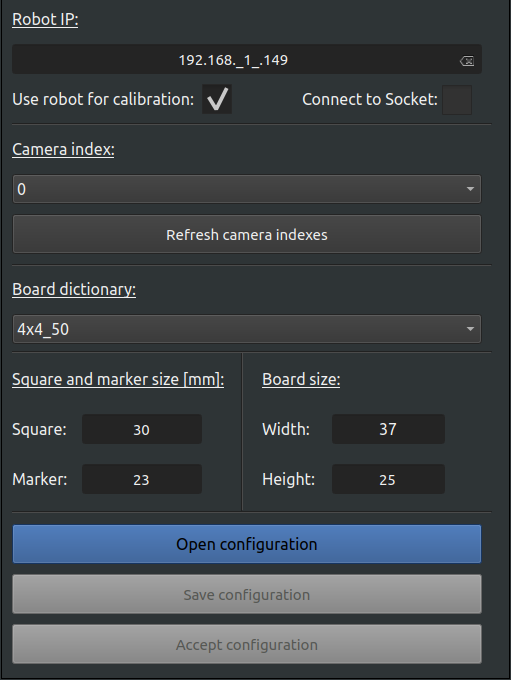 Robot IP:
192.168._1_.149
Use robot for calibration: Connect to Socket:
Camera index:
0
Refresh camera indexes
Board dictionary:
4x4_50
Square and marker size [mm]: Board size:
Square: 30 Width: 37
Marker: 23 Height: 25
Open configuration
Save configuration
Accept configuration